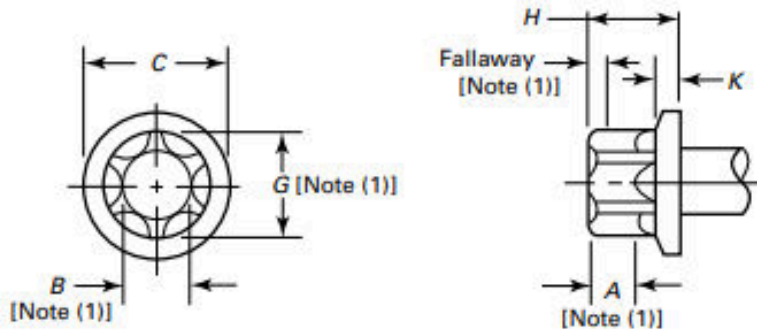 C
G [Note (1)]
B
[Note (1)]
H
Fallaway
[Note (1)]
K
A
[Note (1)]